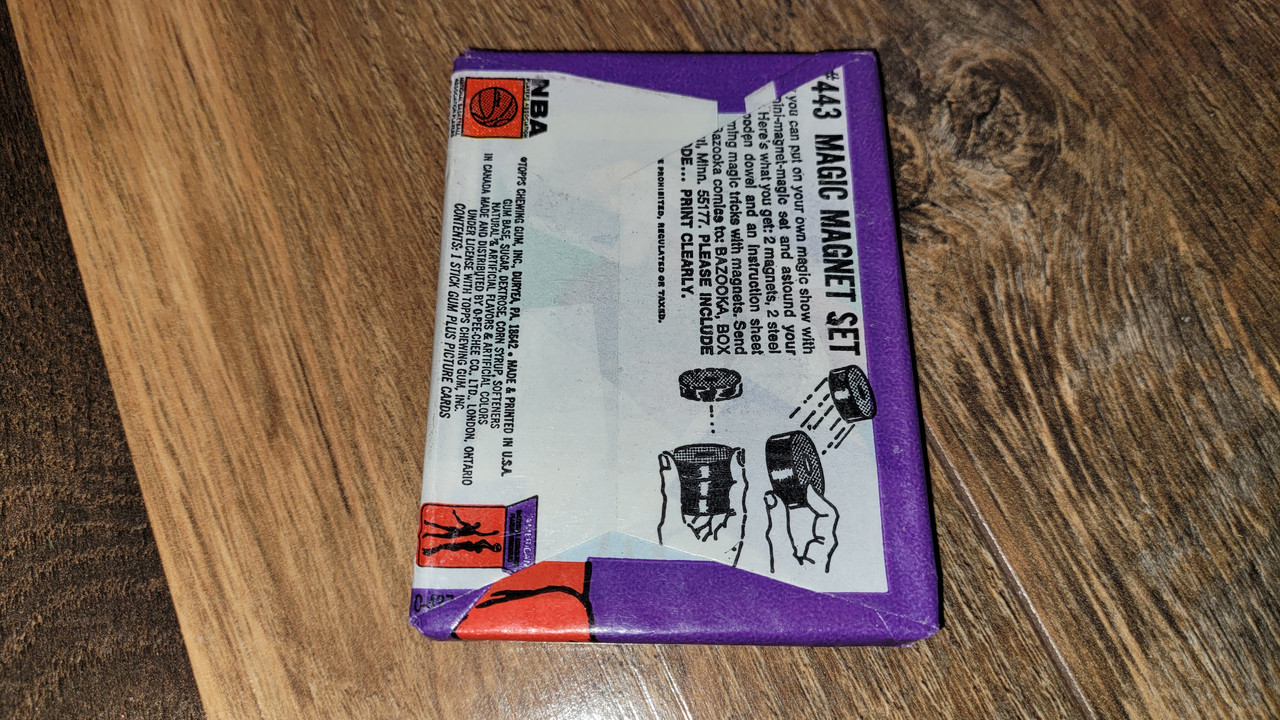 #443 MAGIC MAGNET SET
you can put on your own magic show with
mini-magnet-magic set and astound your
Here's what you get: 2 magnets, 2 steel
ooden dowel and an instruction sheet
ming magic tricks with magnets. Send
Bazooka comics to: BAZOOKA, BOX
Minn. 55177. PLEASE INCLUDE
DE... PRINT CLEARLY.
E PROHIBITED, REGULATED OR TAXED.
NBA
©TOPPS CHEWING GUM, INC., DURYEA, PA. 18642 • MADE & PRINTED IN U.S.A.
GUM BASE, SUGAR, DEXTROSE, CORN SYRUP, SOFTENERS
NATURAL & ARTIFICIAL FLAVORS & ARTIFICIAL COLORS
IN CANADA MADE AND DISTRIBUTED BY O-PEE-CHEE CO., LTD., LONDON, ONTARIO
UNDER LICENSE WITH TOPPS CHEWING GUM, INC.
CONTENTS: 1 STICK GUM PLUS PICTURE CARDS
AMERICAN